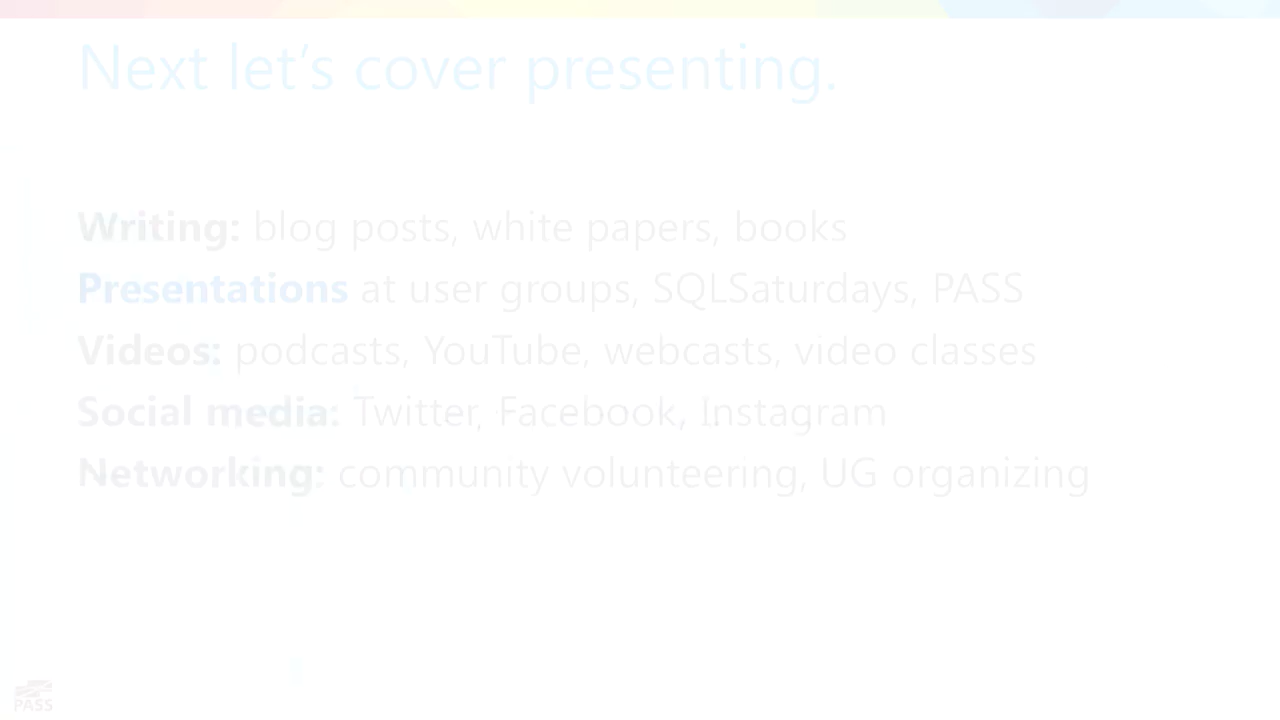 Next let’s cover presenting.
Writing: blog posts, white papers, books
Presentations at user groups, SQLSaturdays, PASS
Videos: podcasts, YouTube, webcasts, video classes
Social media: Twitter, Facebook, Instagram
Networking: community volunteering, UG organizing
PASS